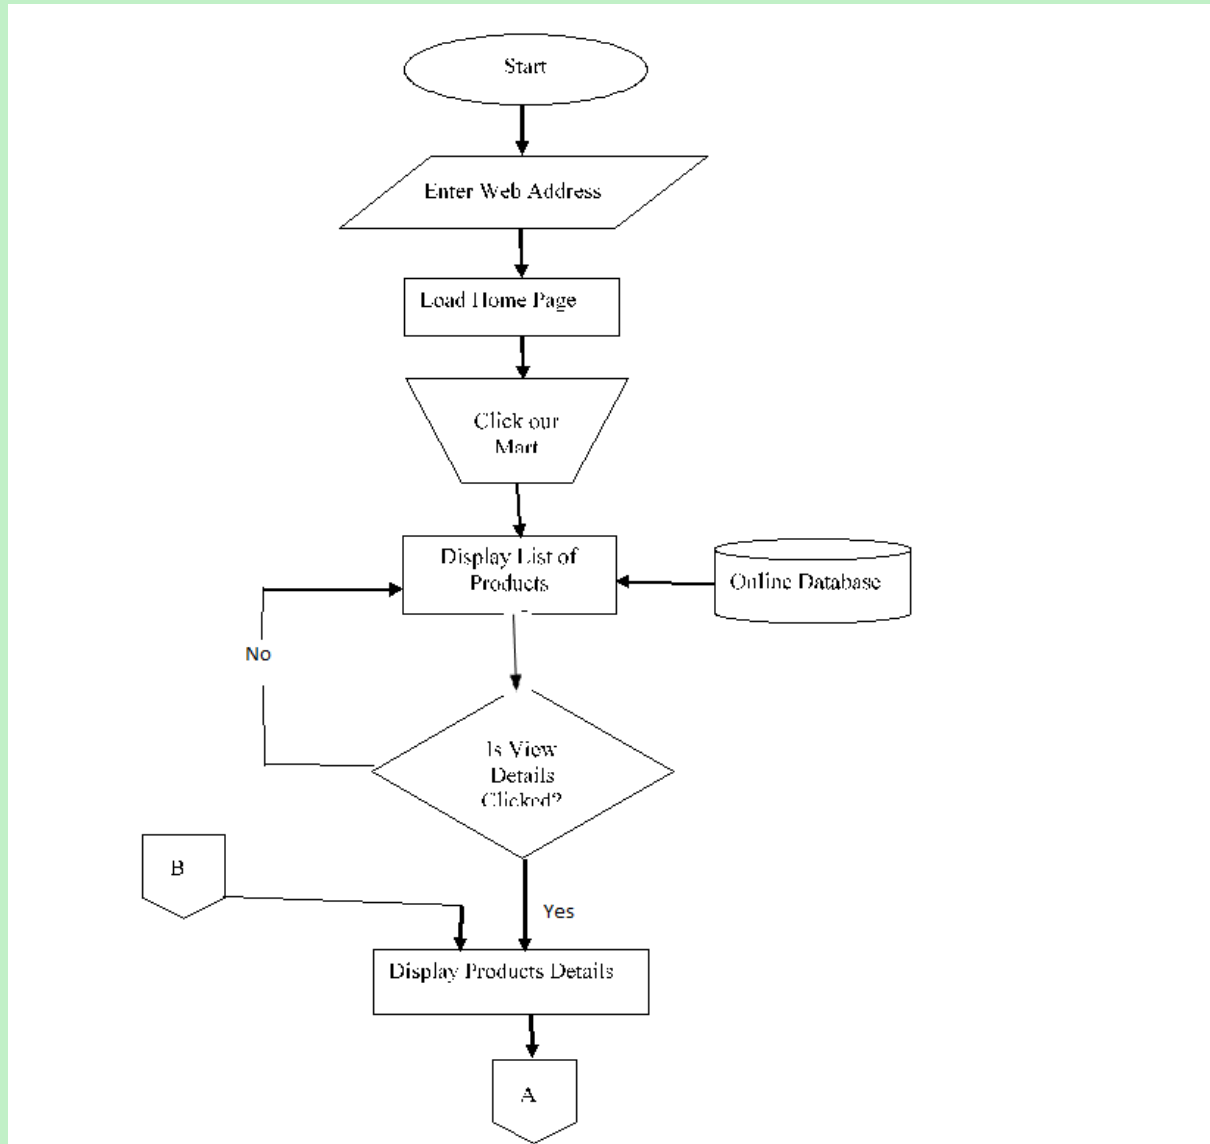 Start
Enter Web Address
Load Home Page
Click our
Mart
Display List of
Products
Online Database
No
Is View
Details
Clicked?
B
Yes
Display Products Details
A